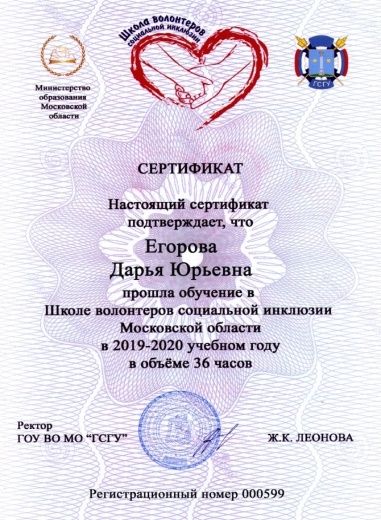 Школа волонтеров
социальной инклюзии
Министерство
образования
Московской
области
ГСГУ
СЕРТИФИКАТ
Настоящий сертификат
подтверждает, что
Егорова
Дарья Юрьевна
прошла обучение в
Школе волонтеров социальной инклюзии
Московской области
в 2019-2020 учебном году
в объёме 36 часов
Ректор
ГОУ ВО МО “ГСГУ”
Ж.К. ЛЕОНОВА
Регистрационный номер 000599